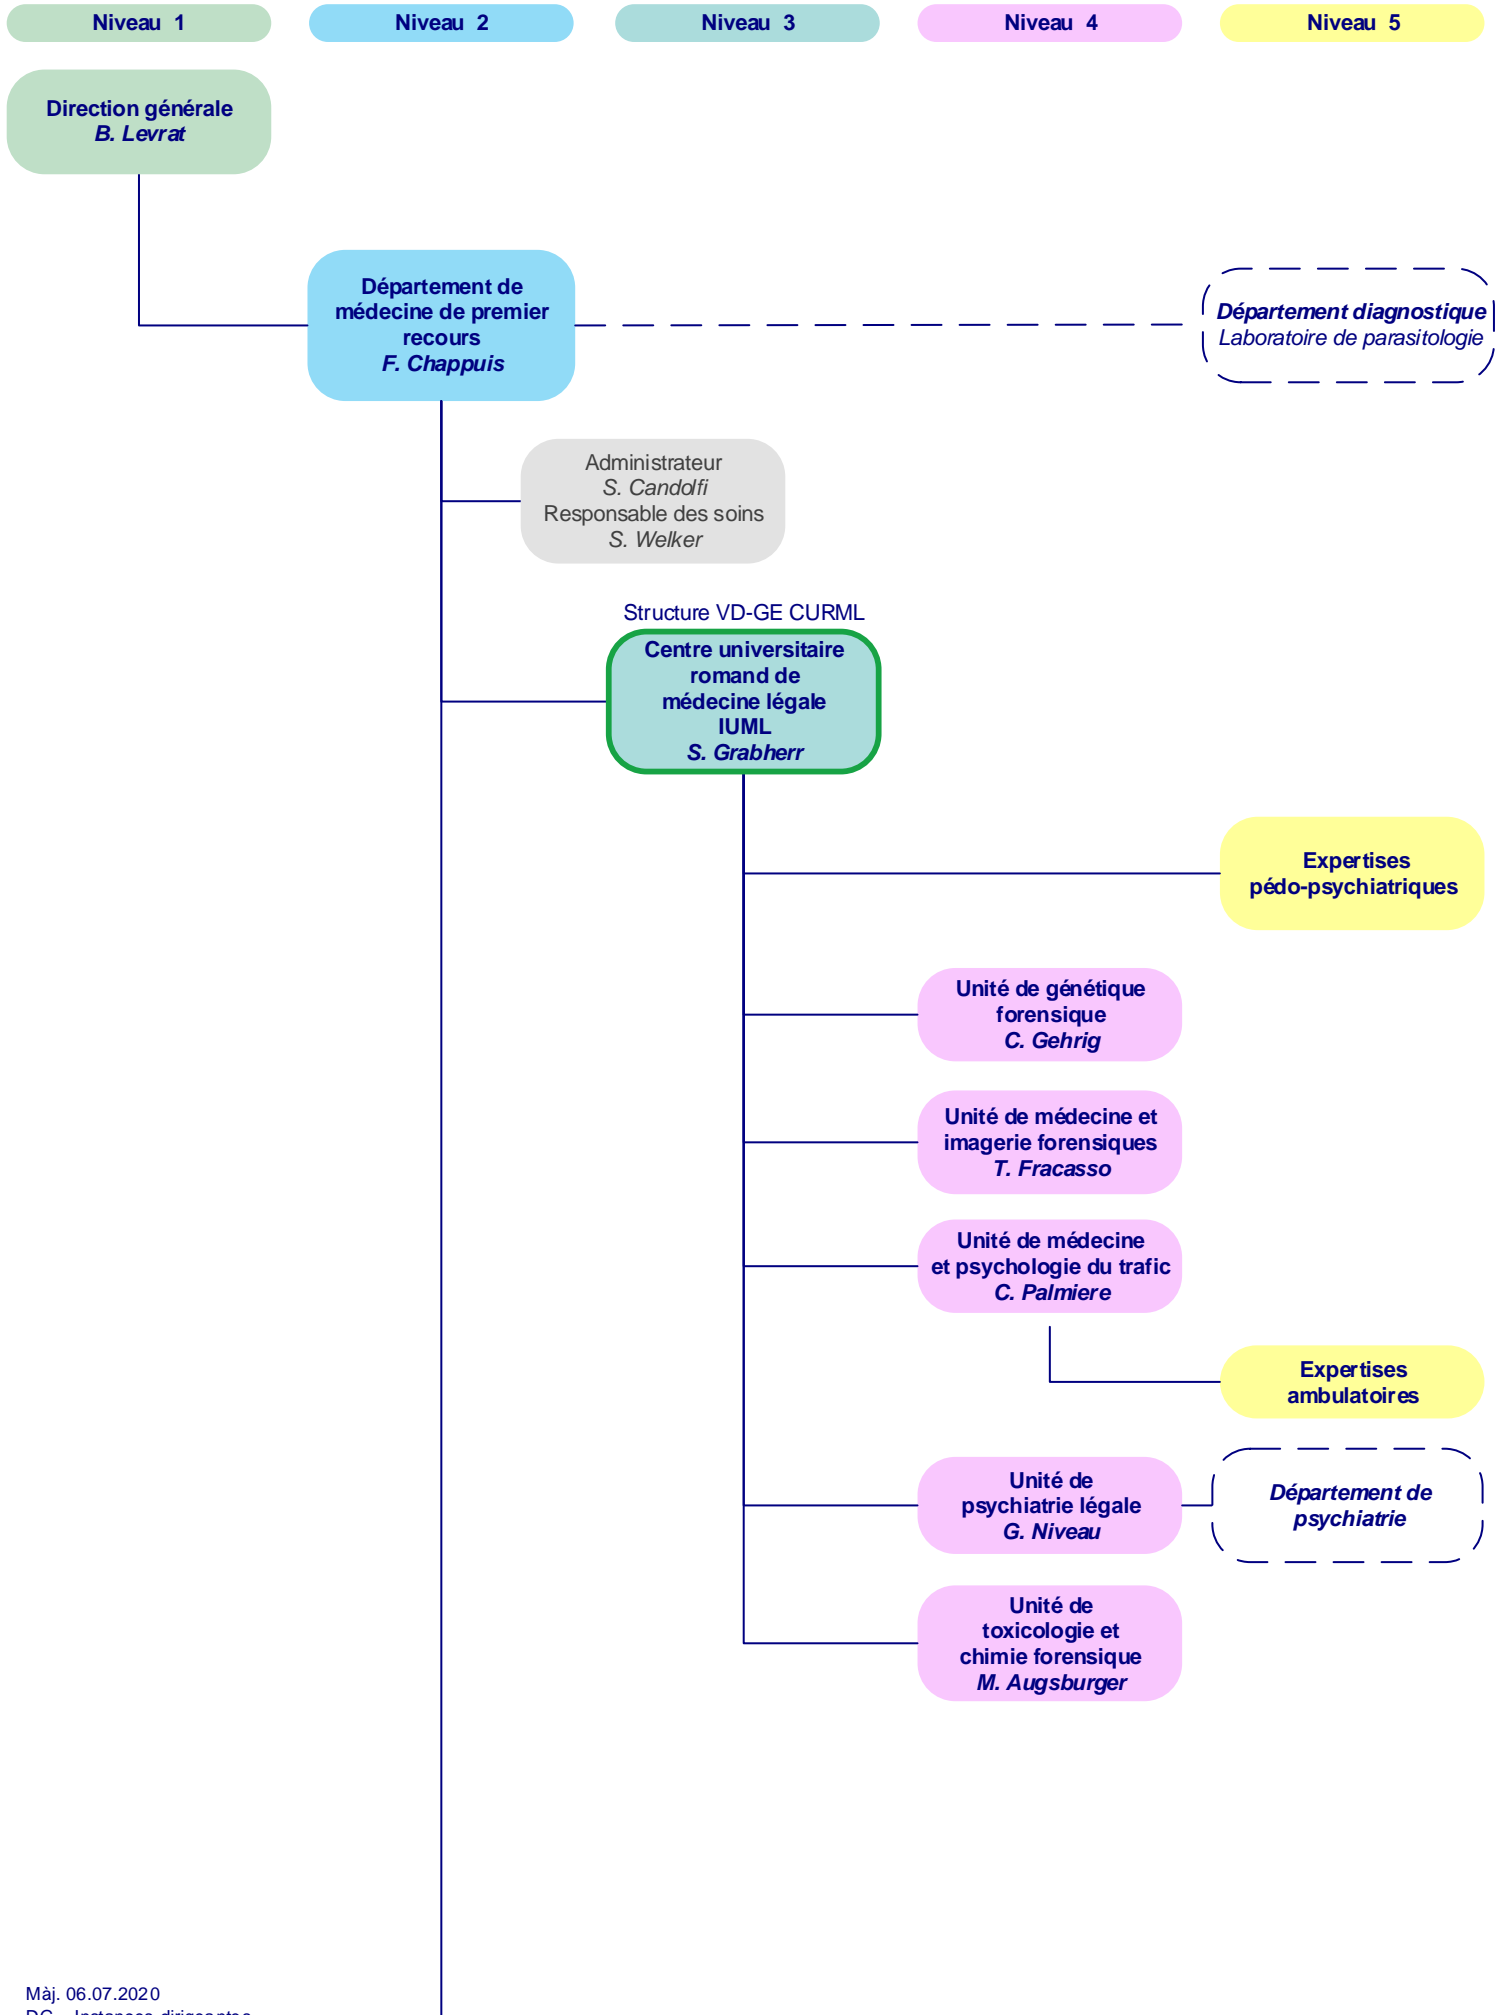 Niveau 1
Niveau 2
Niveau 3
Niveau 4
Niveau 5
Direction générale
B. Levrat
Département de
médecine de premier
recours
F. Chappuis
Département diagnostique
Laboratoire de parasitologie
Administrateur
S. Candolfi
Responsable des soins
S. Welker
Structure VD-GE CURML
Centre universitaire
romand de
médecine légale
IUML
S. Grabherr
Expertises
pédo-psychiatriques
Unité de génétique
forensique
C. Gehrig
Unité de médecine et
imagerie forensiques
T. Fracasso
Unité de médecine
et psychologie du trafic
C. Palmiere
Expertises
ambulatoires
Unité de
psychiatrie légale
G. Niveau
Département de
psychiatrie
Unité de
toxicologie et
chimie forensique
M. Augsburger
Màj. 06.07.2020